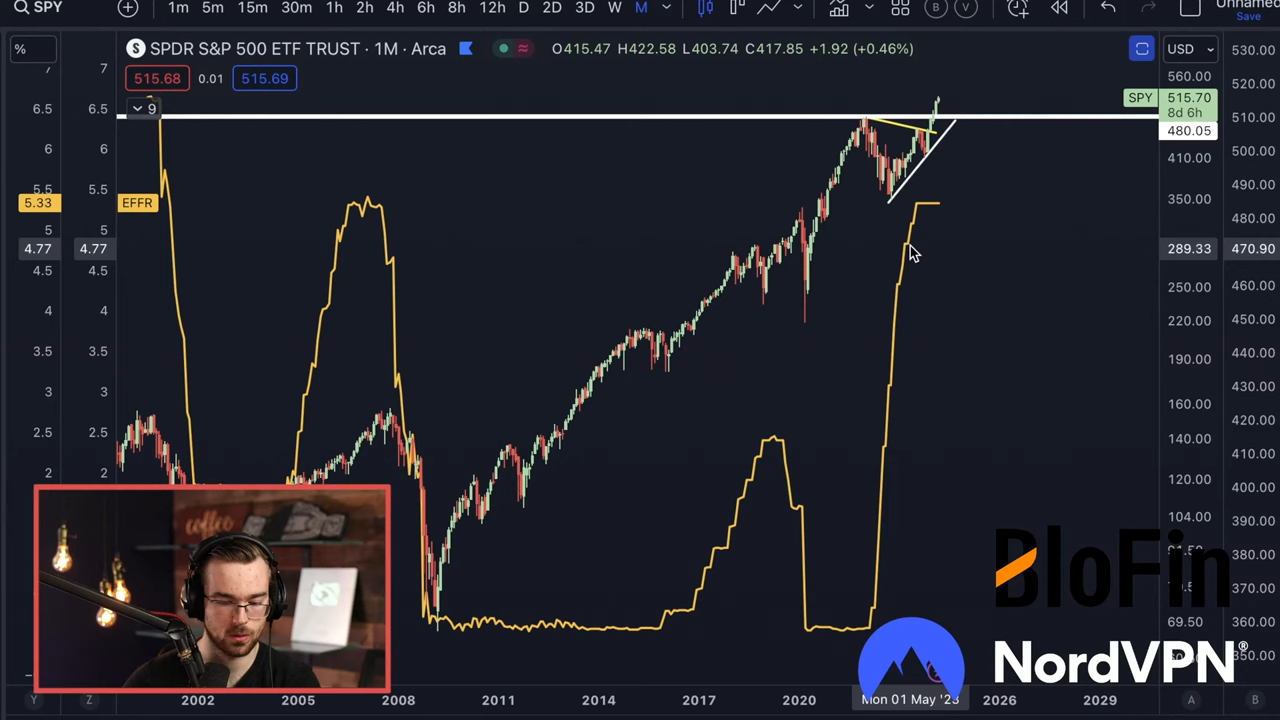 SPY 1m 5m 15m 30m 1h 2h 4h 6h 8h 12h D 2D 3D W M B V Unnamed
Save
% S SPDR S&P 500 ETF TRUST · 1M · Arca O415.47 H422.58 L403.74 C417.85 +1.92 (+0.46%) USD 530.00
7 7 515.68 0.01 515.69 560.00 520.00
6.5 6.5 9 SPY 515.70 510.00
8d 6h
480.05
6 6 410.00 500.00
5.5 5.5 350.00 490.00
5.33 EFFR 480.00
5 5
4.77 4.77 289.33 470.90
4.5 4.5 250.00 460.00
4 4 220.00 450.00
3.5 3.5 190.00 440.00
3 3 160.00 430.00
2.5 2.5 140.00 420.00
2 2 120.00 410.00
400.00
coffee 104.00 390.00
BloFin 380.00
370.00
69.50 360.00
NordVPN® 350.00
Y Z 2002 2005 2008 2011 2014 2017 2020 Mon 01 May '23 2026 2029 A B